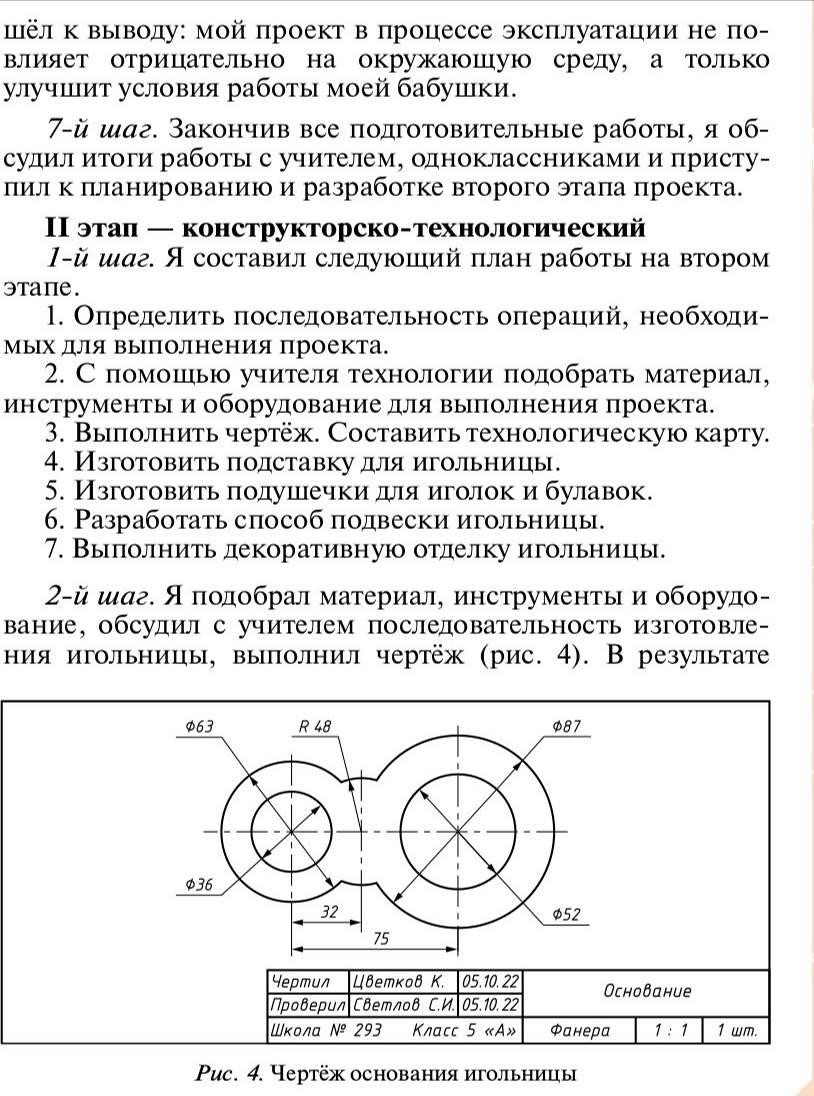 шёл к выводу: мой проект в процессе эксплуатации не по-
влияет отрицательно на окружающую среду, а только
улучшит условия работы моей бабушки.
7-й шаг. Закончив все подготовительные работы, я об-
судил итоги работы с учителем, одноклассниками и присту-
пил к планированию и разработке второго этапа проекта.
II этап — конструкторско-технологический
1-й шаг. Я составил следующий план работы на втором
этапе.
1. Определить последовательность операций, необходи-
мых для выполнения проекта.
2. С помощью учителя технологии подобрать материал,
инструменты и оборудование для выполнения проекта.
3. Выполнить чертёж. Составить технологическую карту.
4. Изготовить подставку для игольницы.
5. Изготовить подушечки для иголок и булавок.
6. Разработать способ подвески игольницы.
7. Выполнить декоративную отделку игольницы.
2-й шаг. Я подобрал материал, инструменты и оборудо-
вание, обсудил с учителем последовательность изготовле-
ния игольницы, выполнил чертёж (рис. 4). В результате
Ф63 R 48 Ф87
Ф36
32
Ф52
75
Чертил Цветков К. 05.10.22
Основание
Проверил Светлов С.И. 05.10.22
Школа № 293 Класс 5 «А» Фанера 1 : 1 1 шт.
Рис. 4. Чертёж основания игольницы